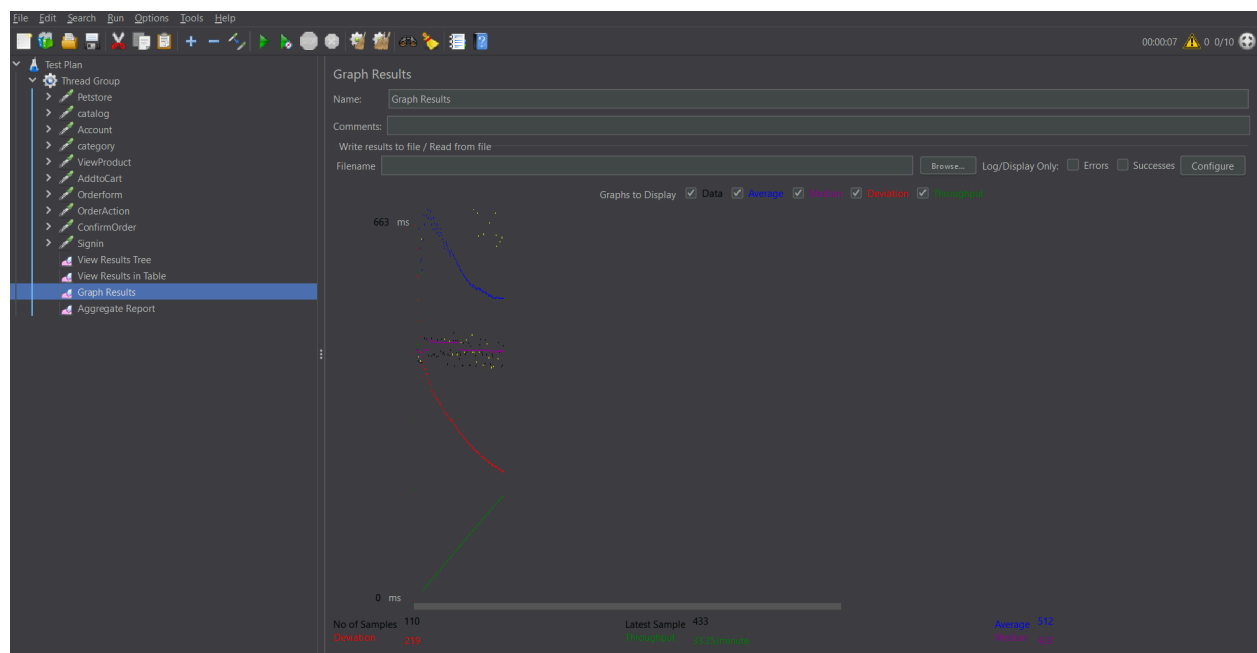 File Edit Search Run Options Tools Help
00:00:07 0 0/10
Test Plan
Thread Group
Petstore
catalog
Account
category
ViewProduct
AddtoCart
Orderform
OrderAction
ConfirmOrder
Signin
View Results Tree
View Results in Table
Graph Results
Aggregate Report
Graph Results
Name: Graph Results
Comments:
Write results to file / Read from file
Filename Browse... Log/Display Only: Errors Successes Configure
Graphs to Display Data Average Median Deviation Throughput
663 ms
0 ms
No of Samples 110 Latest Sample 433 Average 512
Deviation 219 Throughput